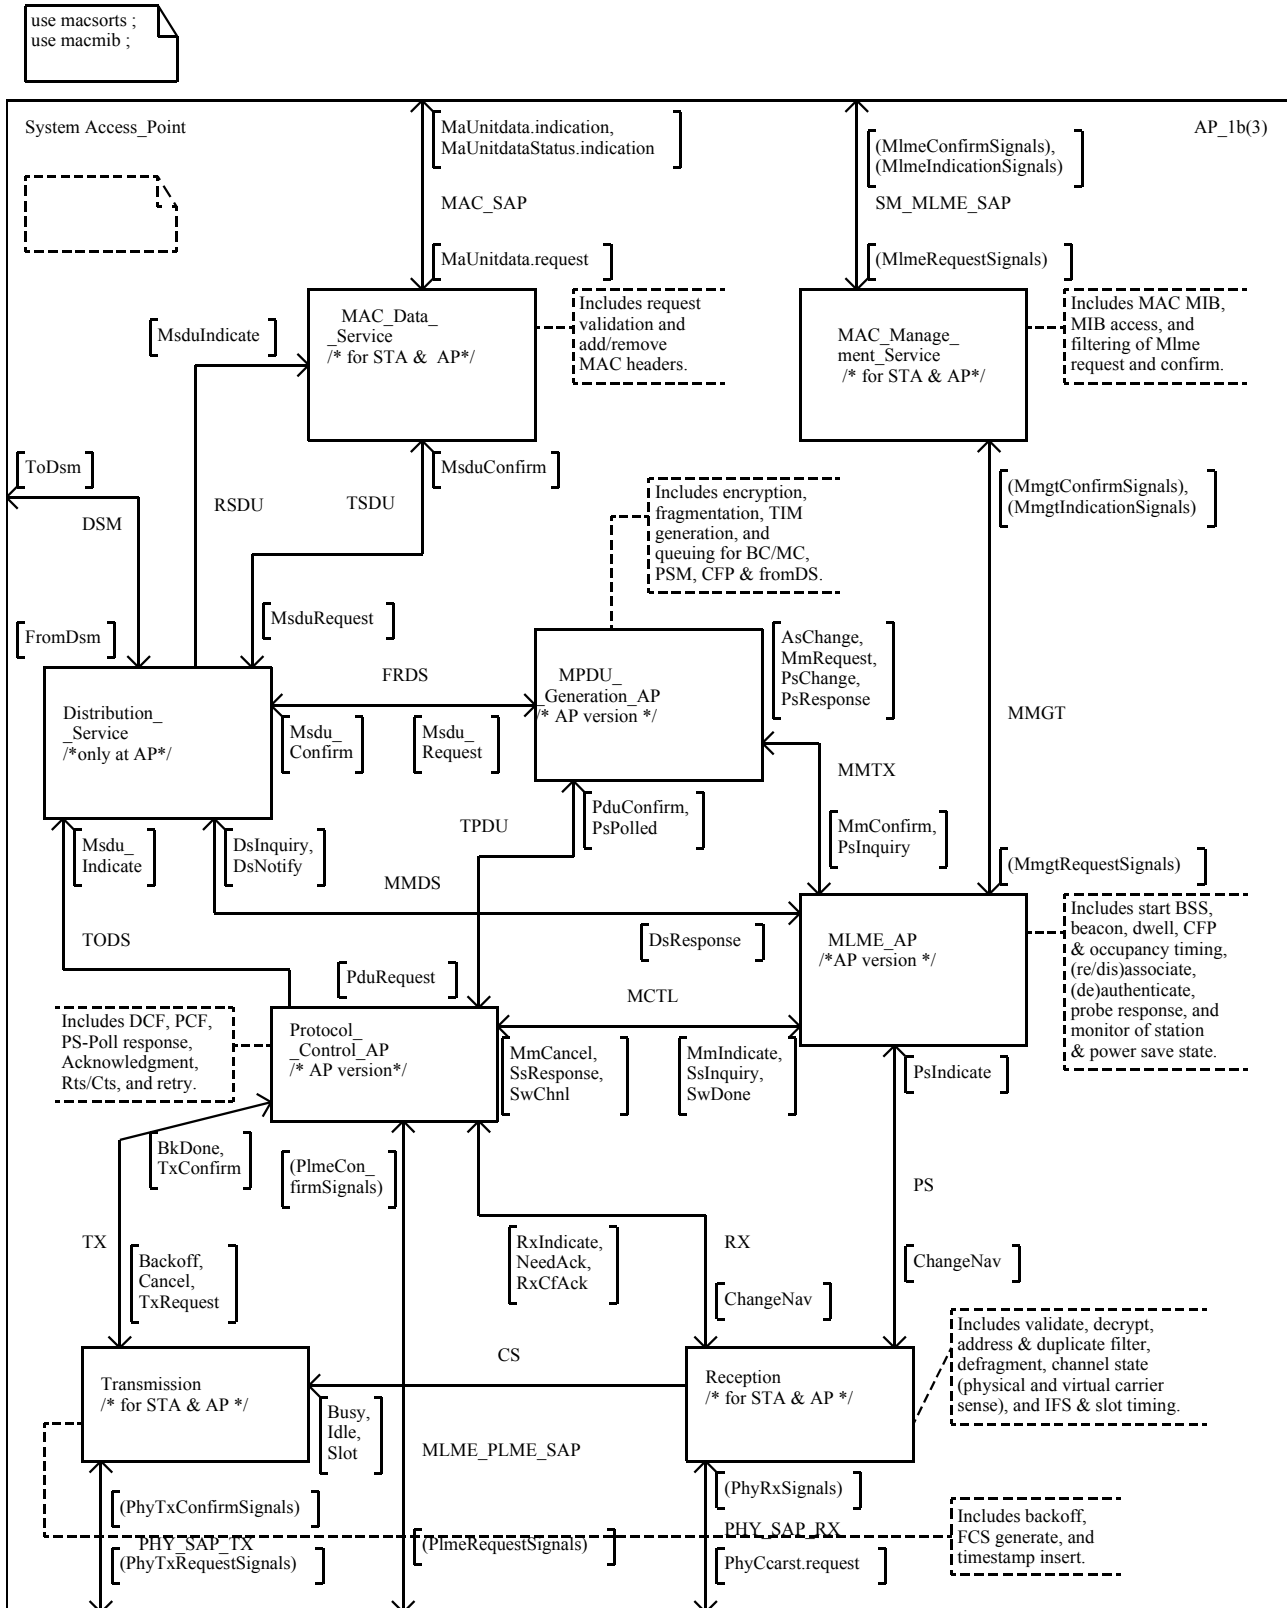 use macsorts ;
use macmib ;
System Access_Point
AP_1b(3)
MaUnitdata.indication,
MaUnitdataStatus.indication
(MlmeConfirmSignals),
(MlmeIndicationSignals)
MAC_SAP
SM_MLME_SAP
MaUnitdata.request
(MlmeRequestSignals)
MAC_Data_
_Service
/* for STA & AP*/
Includes request
validation and
add/remove
MAC headers.
MAC_Manage_
ment_Service
/* for STA & AP*/
Includes MAC MIB,
MIB access, and
filtering of Mlme
request and confirm.
MsduIndicate
ToDsm
DSM
RSDU
TSDU
MsduConfirm
Includes encryption,
fragmentation, TIM
generation, and
queuing for BC/MC,
PSM, CFP & fromDS.
(MmgtConfirmSignals),
(MmgtIndicationSignals)
MsduRequest
FromDsm
FRDS
MPDU_
_Generation_AP
/* AP version */
AsChange,
MmRequest,
PsChange,
PsResponse
Distribution_
_Service
/*only at AP*/
Msdu_
_Confirm
Msdu_
_Request
MMGT
MMTX
TPDU
PduConfirm,
PsPolled
Msdu_
_Indicate
DsInquiry,
DsNotify
MmConfirm,
PsInquiry
MMDS
(MmgtRequestSignals)
TODS
DsResponse
MLME_AP
/*AP version */
Includes start BSS,
beacon, dwell, CFP
& occupancy timing,
(re/dis)associate,
(de)authenticate,
probe response, and
monitor of station
& power save state.
PduRequest
MCTL
Includes DCF, PCF,
PS-Poll response,
Acknowledgment,
Rts/Cts, and retry.
Protocol_
_Control_AP
/* AP version*/
MmCancel,
SsResponse,
SwChnl
MmIndicate,
SsInquiry,
SwDone
PsIndicate
BkDone,
TxConfirm
(PlmeCon_
firmSignals)
PS
TX
Backoff,
Cancel,
TxRequest
RxIndicate,
NeedAck,
RxCfAck
RX
ChangeNav
ChangeNav
Includes validate, decrypt,
address & duplicate filter,
defragment, channel state
(physical and virtual carrier
sense), and IFS & slot timing.
CS
Transmission
/* for STA & AP */
Reception
/* for STA & AP */
Busy,
Idle,
Slot
MLME_PLME_SAP
(PhyTxConfirmSignals)
(PhyRxSignals)
Includes backoff,
FCS generate, and
timestamp insert.
PHY_SAP_TX
(PlmeRequestSignals)
PHY_SAP_RX
(PhyTxRequestSignals)
PhyCcarst.request